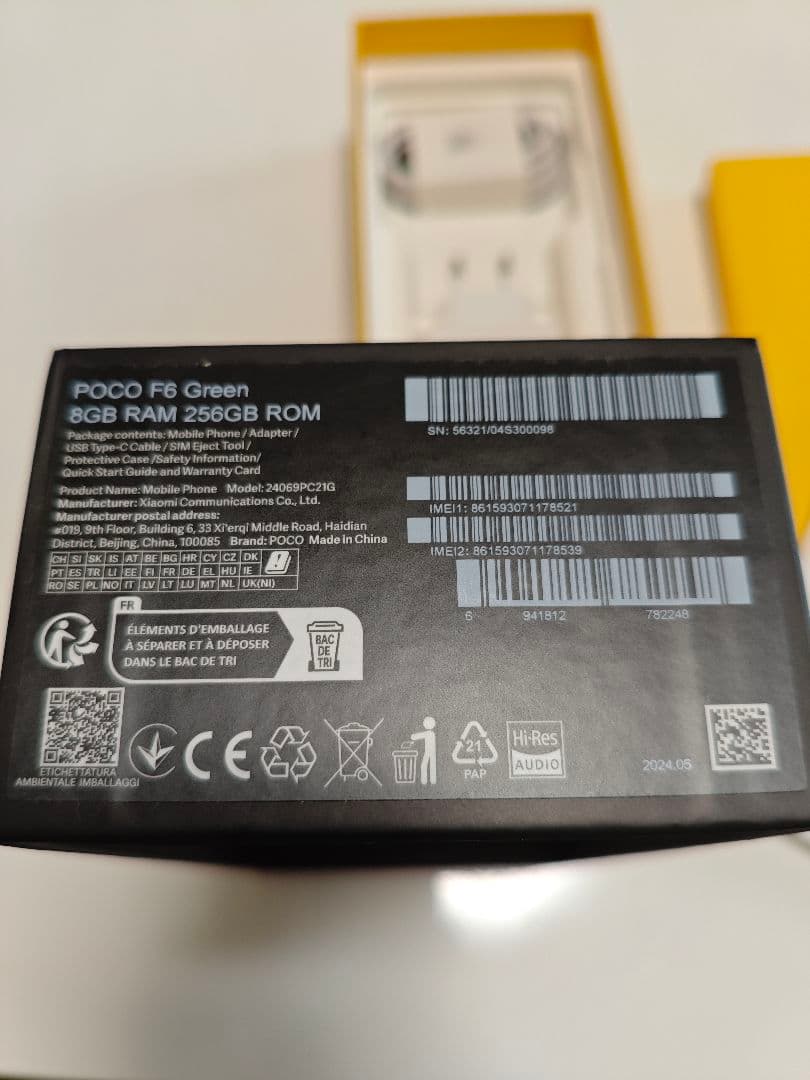 POCO F6 Green
8GB RAM 256GB ROM
Package contents: Mobile Phone / Adapter /
USB Type-C Cable / SIM Eject Tool /
Protective Case /Safety Information/
Quick Start Guide and Warranty Card
Product Name: Mobile Phone Model: 24069PC21G
Manufacturer: Xiaomi Communications Co., Ltd.
Manufacturer postal address:
#019, 9th Floor, Building 6, 33 Xi'erqi Middle Road, Haidian
District, Beijing, China, 100085 Brand: POCO Made in China
CH SI SK IS AT BE BG HR CY CZ DK
PT ES TR LI EE FI FR DE EL HU IE
RO SE PL NO IT LV LT LU MT NL UK(NI)
SN: 56321/04S300098
IMEI1: 861593071178521
IMEI2: 861593071178539
6 941812 782248
FR
ÉLÉMENTS D'EMBALLAGE
À SÉPARER ET À DÉPOSER
DANS LE BAC DE TRI
BAC
DE
TRI
ETICHETTATURA
AMBIENTALE IMBALLAGGI
CE
21
PAP
Hi-Res
AUDIO
2024.05